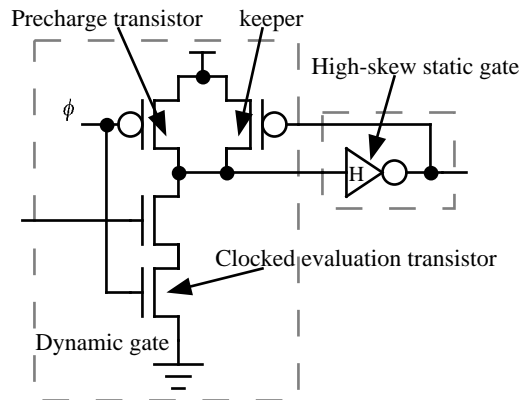 Precharge transistor
keeper
High-skew static gate
ϕ
H
Clocked evaluation transistor
Dynamic gate